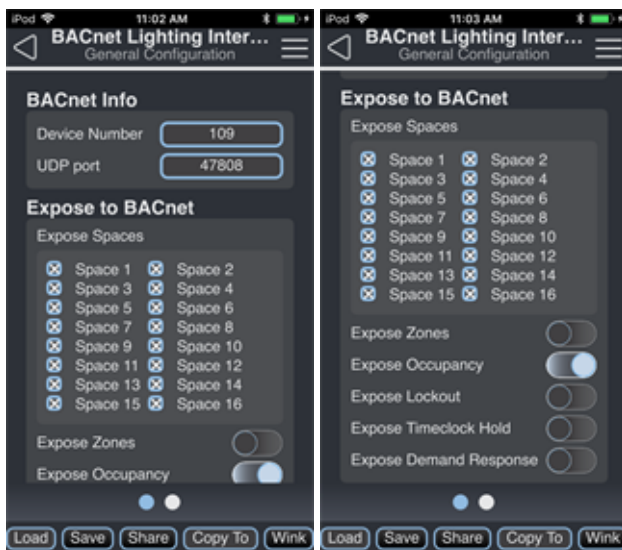 iPod 11:02 AM
BACnet Lighting Inter...
General Configuration
BACnet Info
Device Number 109
UDP port 47808
Expose to BACnet
Expose Spaces
Space 1 Space 2
Space 3 Space 4
Space 5 Space 6
Space 7 Space 8
Space 9 Space 10
Space 11 Space 12
Space 13 Space 14
Space 15 Space 16
Expose Zones
Expose Occupancy
Load Save Share Copy To Wink
iPod 11:03 AM
BACnet Lighting Inter...
General Configuration
Expose to BACnet
Expose Spaces
Space 1 Space 2
Space 3 Space 4
Space 5 Space 6
Space 7 Space 8
Space 9 Space 10
Space 11 Space 12
Space 13 Space 14
Space 15 Space 16
Expose Zones
Expose Occupancy
Expose Lockout
Expose Timeclock Hold
Expose Demand Response
Load Save Share Copy To Wink